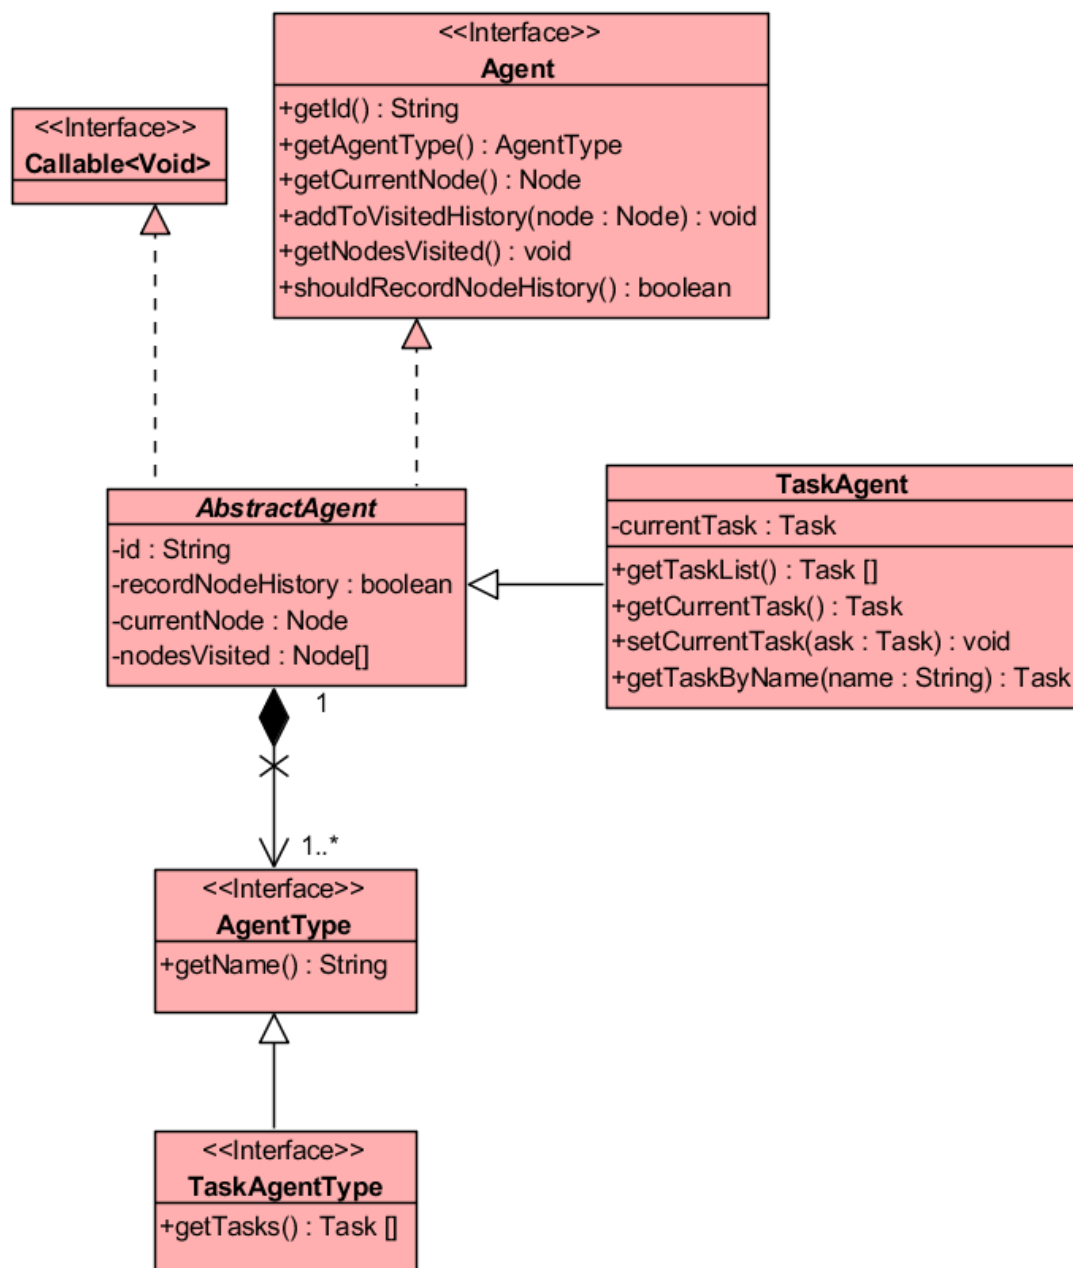 <<Interface>>
Agent
+getId() : String
+getAgentType() : AgentType
+getCurrentNode() : Node
+addToVisitedHistory(node : Node) : void
+getNodesVisited() : void
+shouldRecordNodeHistory() : boolean
<<Interface>>
Callable<Void>
AbstractAgent
-id : String
-recordNodeHistory : boolean
-currentNode : Node
-nodesVisited : Node[]
TaskAgent
-currentTask : Task
+getTaskList() : Task []
+getCurrentTask() : Task
+setCurrentTask(ask : Task) : void
+getTaskByName(name : String) : Task
1
1..*
<<Interface>>
AgentType
+getName() : String
<<Interface>>
TaskAgentType
+getTasks() : Task []